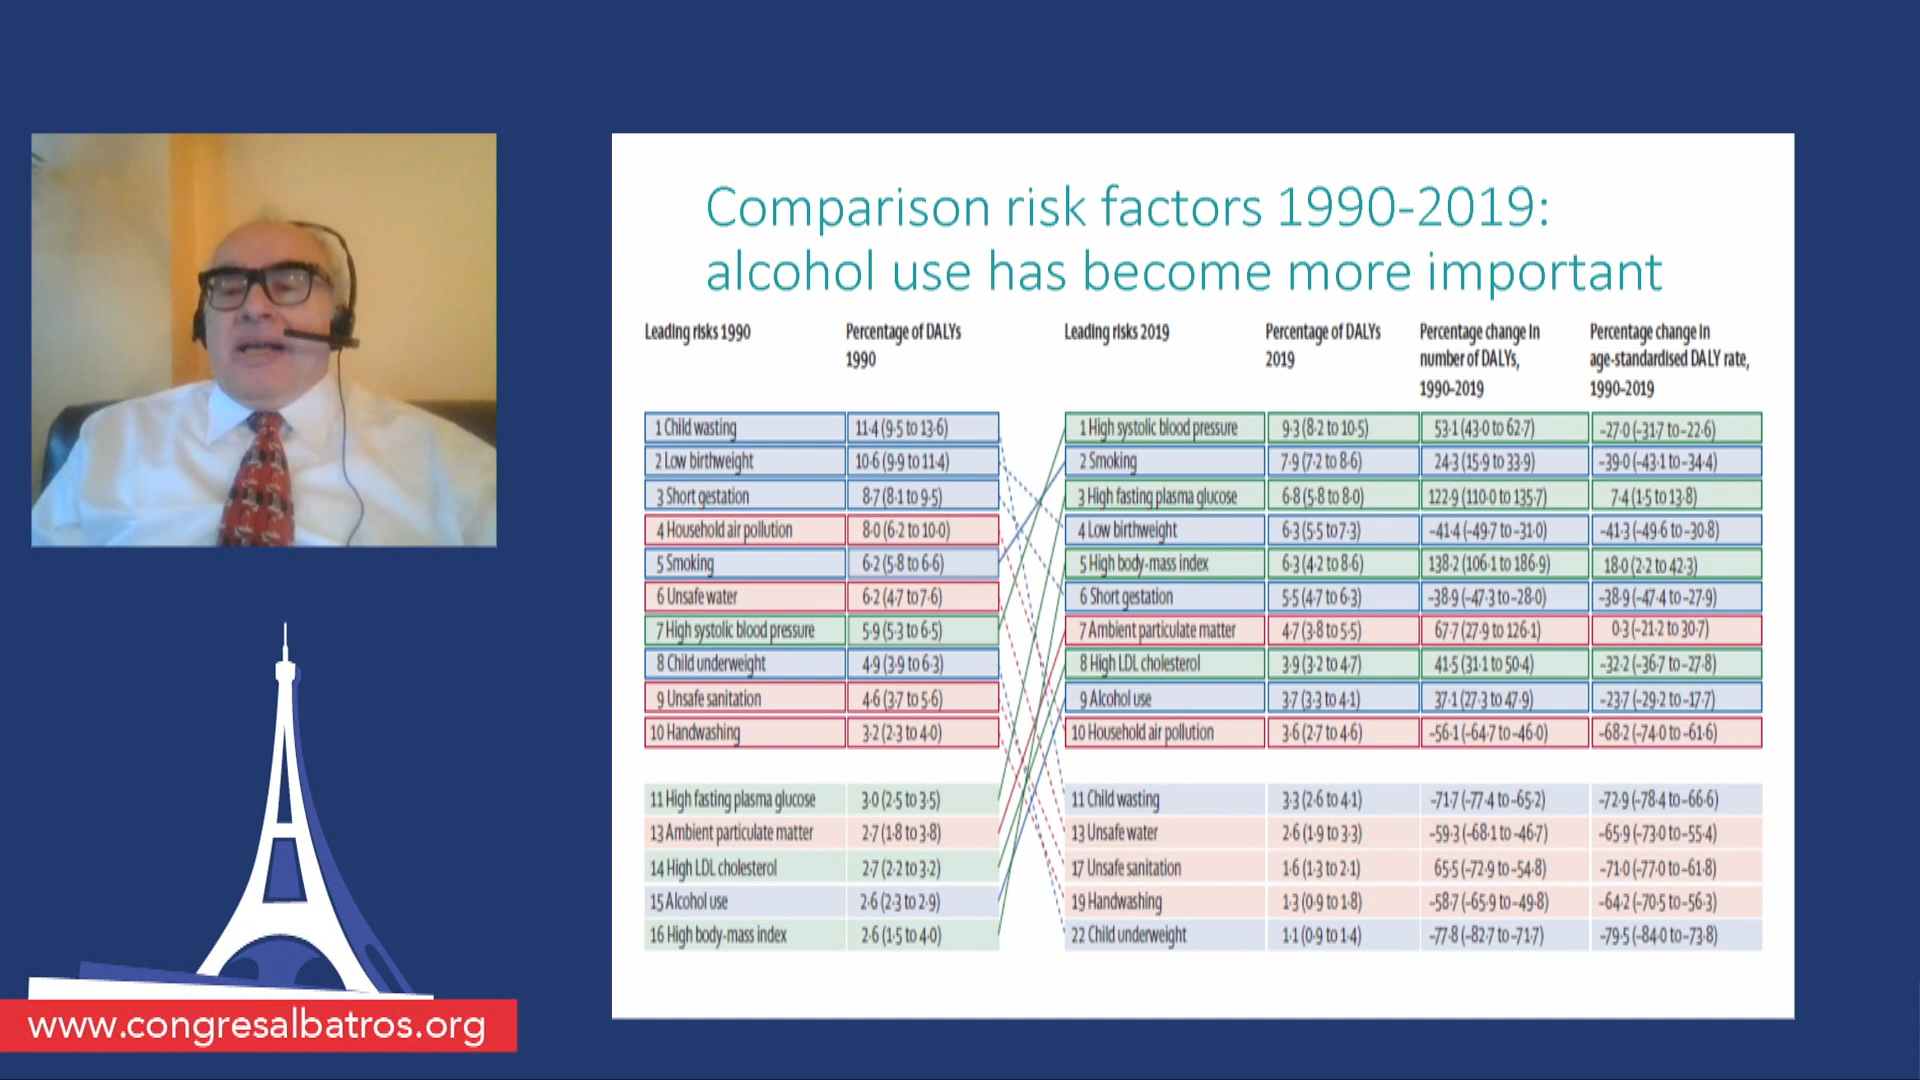 Comparison risk factors 1990-2019:
alcohol use has become more important
Leading risks 1990 Percentage of DALYs 1990 Leading risks 2019 Percentage of DALYs 2019 Percentage change in number of DALYs, 1990–2019 Percentage change in age-standardised DALY rate, 1990–2019
1 Child wasting 11·4 (9·5 to 13·6) 1 High systolic blood pressure 9·3 (8·2 to 10·5) 53·1 (43·0 to 62·7) –27·0 (–31·7 to –22·6)
2 Low birthweight 10·6 (9·9 to 11·4) 2 Smoking 7·9 (7·2 to 8·6) 24·3 (15·9 to 33·9) –39·0 (–43·1 to –34·4)
3 Short gestation 8·7 (8·1 to 9·5) 3 High fasting plasma glucose 6·8 (5·8 to 8·0) 122·9 (110·0 to 135·7) 7·4 (1·5 to 13·8)
4 Household air pollution 8·0 (6·2 to 10·0) 4 Low birthweight 6·3 (5·5 to 7·3) –41·4 (–49·7 to –31·0) –41·3 (–49·6 to –30·8)
5 Smoking 6·2 (5·8 to 6·6) 5 High body-mass index 6·3 (4·2 to 8·6) 138·2 (106·1 to 186·9) 18·0 (2·2 to 42·3)
6 Unsafe water 6·2 (4·7 to 7·6) 6 Short gestation 5·5 (4·7 to 6·3) –38·9 (–47·3 to –28·0) –38·9 (–47·4 to –27·9)
7 High systolic blood pressure 5·9 (5·3 to 6·5) 7 Ambient particulate matter 4·7 (3·8 to 5·5) 67·7 (27·9 to 126·1) 0·3 (–21·2 to 30·7)
8 Child underweight 4·9 (3·9 to 6·3) 8 High LDL cholesterol 3·9 (3·2 to 4·7) 41·5 (31·1 to 50·4) –32·2 (–36·7 to –27·8)
9 Unsafe sanitation 4·6 (3·7 to 5·6) 9 Alcohol use 3·7 (3·3 to 4·1) 37·1 (27·3 to 47·9) –23·7 (–29·2 to –17·7)
10 Handwashing 3·2 (2·3 to 4·0) 10 Household air pollution 3·6 (2·7 to 4·6) –56·1 (–64·7 to –46·0) –68·2 (–74·0 to –61·6)
11 High fasting plasma glucose 3·0 (2·5 to 3·5) 11 Child wasting 3·3 (2·6 to 4·1) –71·7 (–77·4 to –65·2) –72·9 (–78·4 to –66·6)
13 Ambient particulate matter 2·7 (1·8 to 3·8) 13 Unsafe water 2·6 (1·9 to 3·3) –59·3 (–68·1 to –46·7) –65·9 (–73·0 to –55·4)
14 High LDL cholesterol 2·7 (2·2 to 3·2) 17 Unsafe sanitation 1·6 (1·3 to 2·1) 65·5 (–72·9 to –54·8) –71·0 (–77·0 to –61·8)
15 Alcohol use 2·6 (2·3 to 2·9) 19 Handwashing 1·3 (0·9 to 1·8) –58·7 (–65·9 to –49·8) –64·2 (–70·5 to –56·3)
16 High body-mass index 2·6 (1·5 to 4·0) 22 Child underweight 1·1 (0·9 to 1·4) –77·8 (–82·7 to –71·7) –79·5 (–84·0 to –73·8)
www.congresalbatros.org